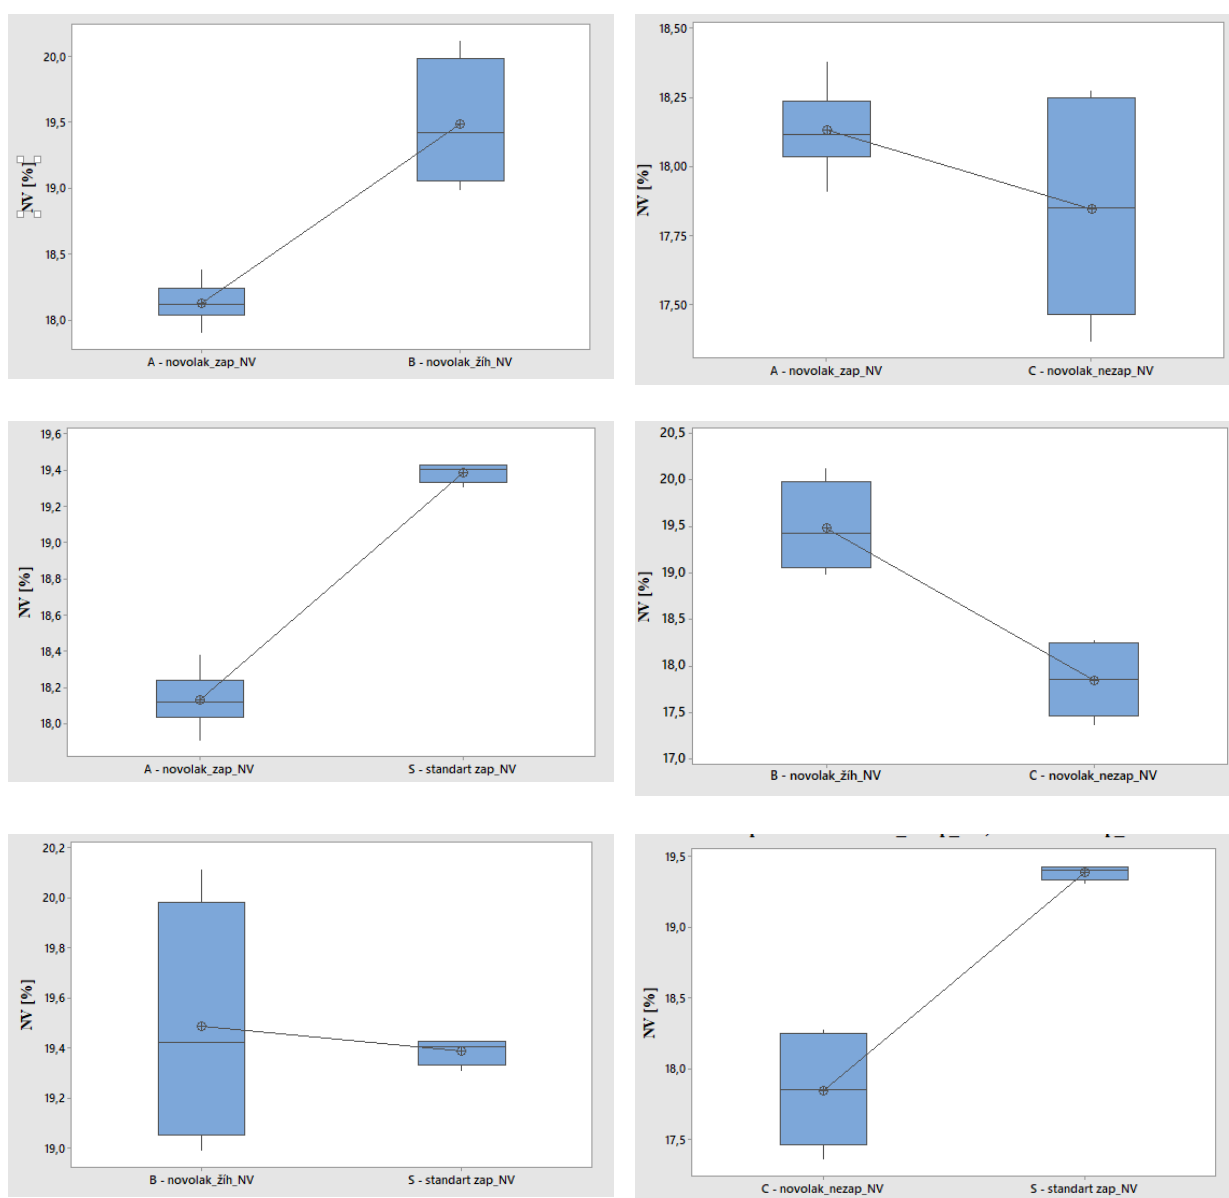 20,0
19,5
19,0
18,5
18,0
NV [%]
A - novolak_zap_NV
B - novolak_žíh_NV
18,50
18,25
18,00
17,75
17,50
NV [%]
A - novolak_zap_NV
C - novolak_nezap_NV
19,6
19,4
19,2
19,0
18,8
18,6
18,4
18,2
18,0
NV [%]
A - novolak_zap_NV
S - standart zap_NV
20,5
20,0
19,5
19,0
18,5
18,0
17,5
17,0
NV [%]
B - novolak_žíh_NV
C - novolak_nezap_NV
20,2
20,0
19,8
19,6
19,4
19,2
19,0
NV [%]
B - novolak_žíh_NV
S - standart zap_NV
19,5
19,0
18,5
18,0
17,5
NV [%]
C - novolak_nezap_NV
S - standart zap_NV